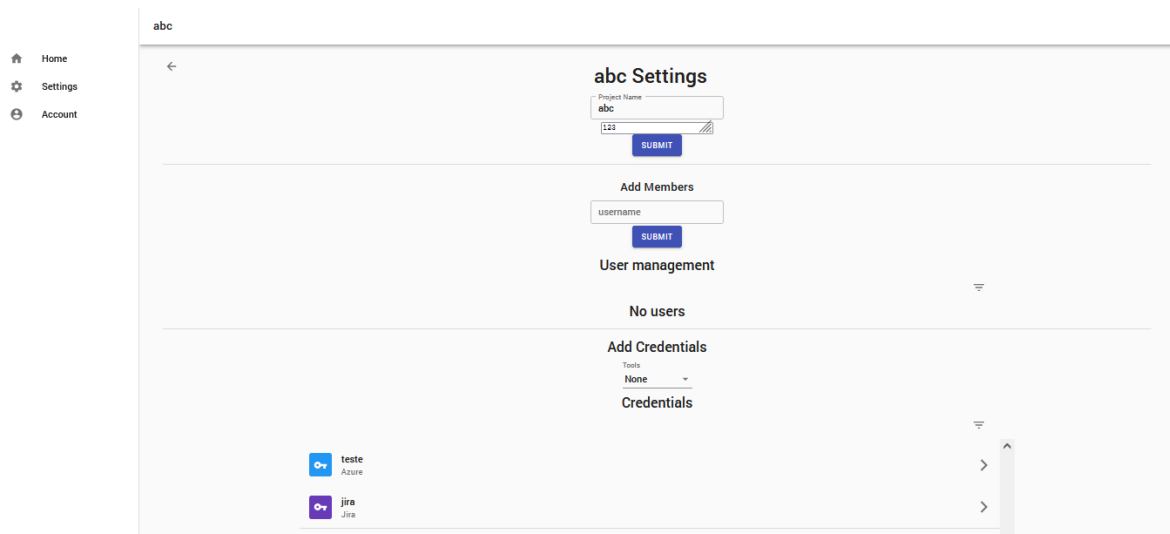 abc
Home
Settings
Account
abc Settings
Project Name
abc
123
SUBMIT
Add Members
username
SUBMIT
User management
No users
Add Credentials
Tools
None
Credentials
teste
Azure
jira
Jira